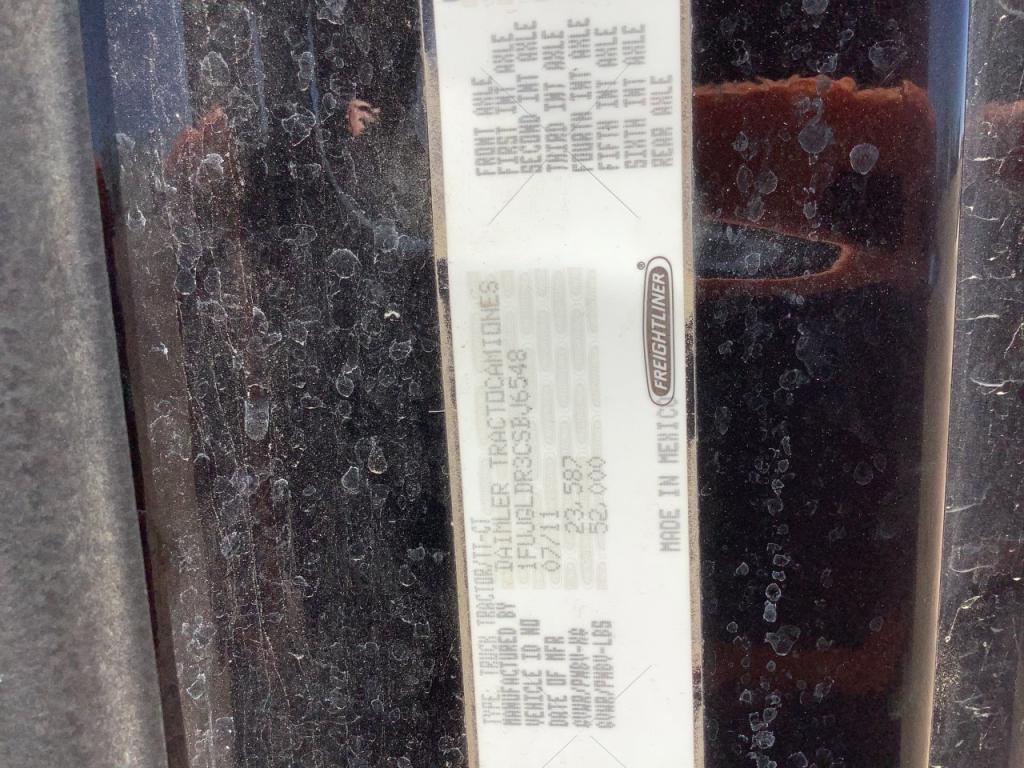 TYPE: TRUCK TRACTOR/TT-CT
MANUFACTURED BY DAIMLER TRACTOCAMIONES
VEHICLE ID NO 1FUGLDR3CSBJ6548
DATE OF MFR 07/11
GVWR/PNBV-KG 23,587
GVWR/PNBV-LBS 52,000
MADE IN MEXICO
FREIGHTLINER®
FRONT AXLE
FIRST INT AXLE
SECOND INT AXLE
THIRD INT AXLE
FOURTH INT AXLE
FIFTH INT AXLE
SIXTH INT AXLE
REAR AXLE